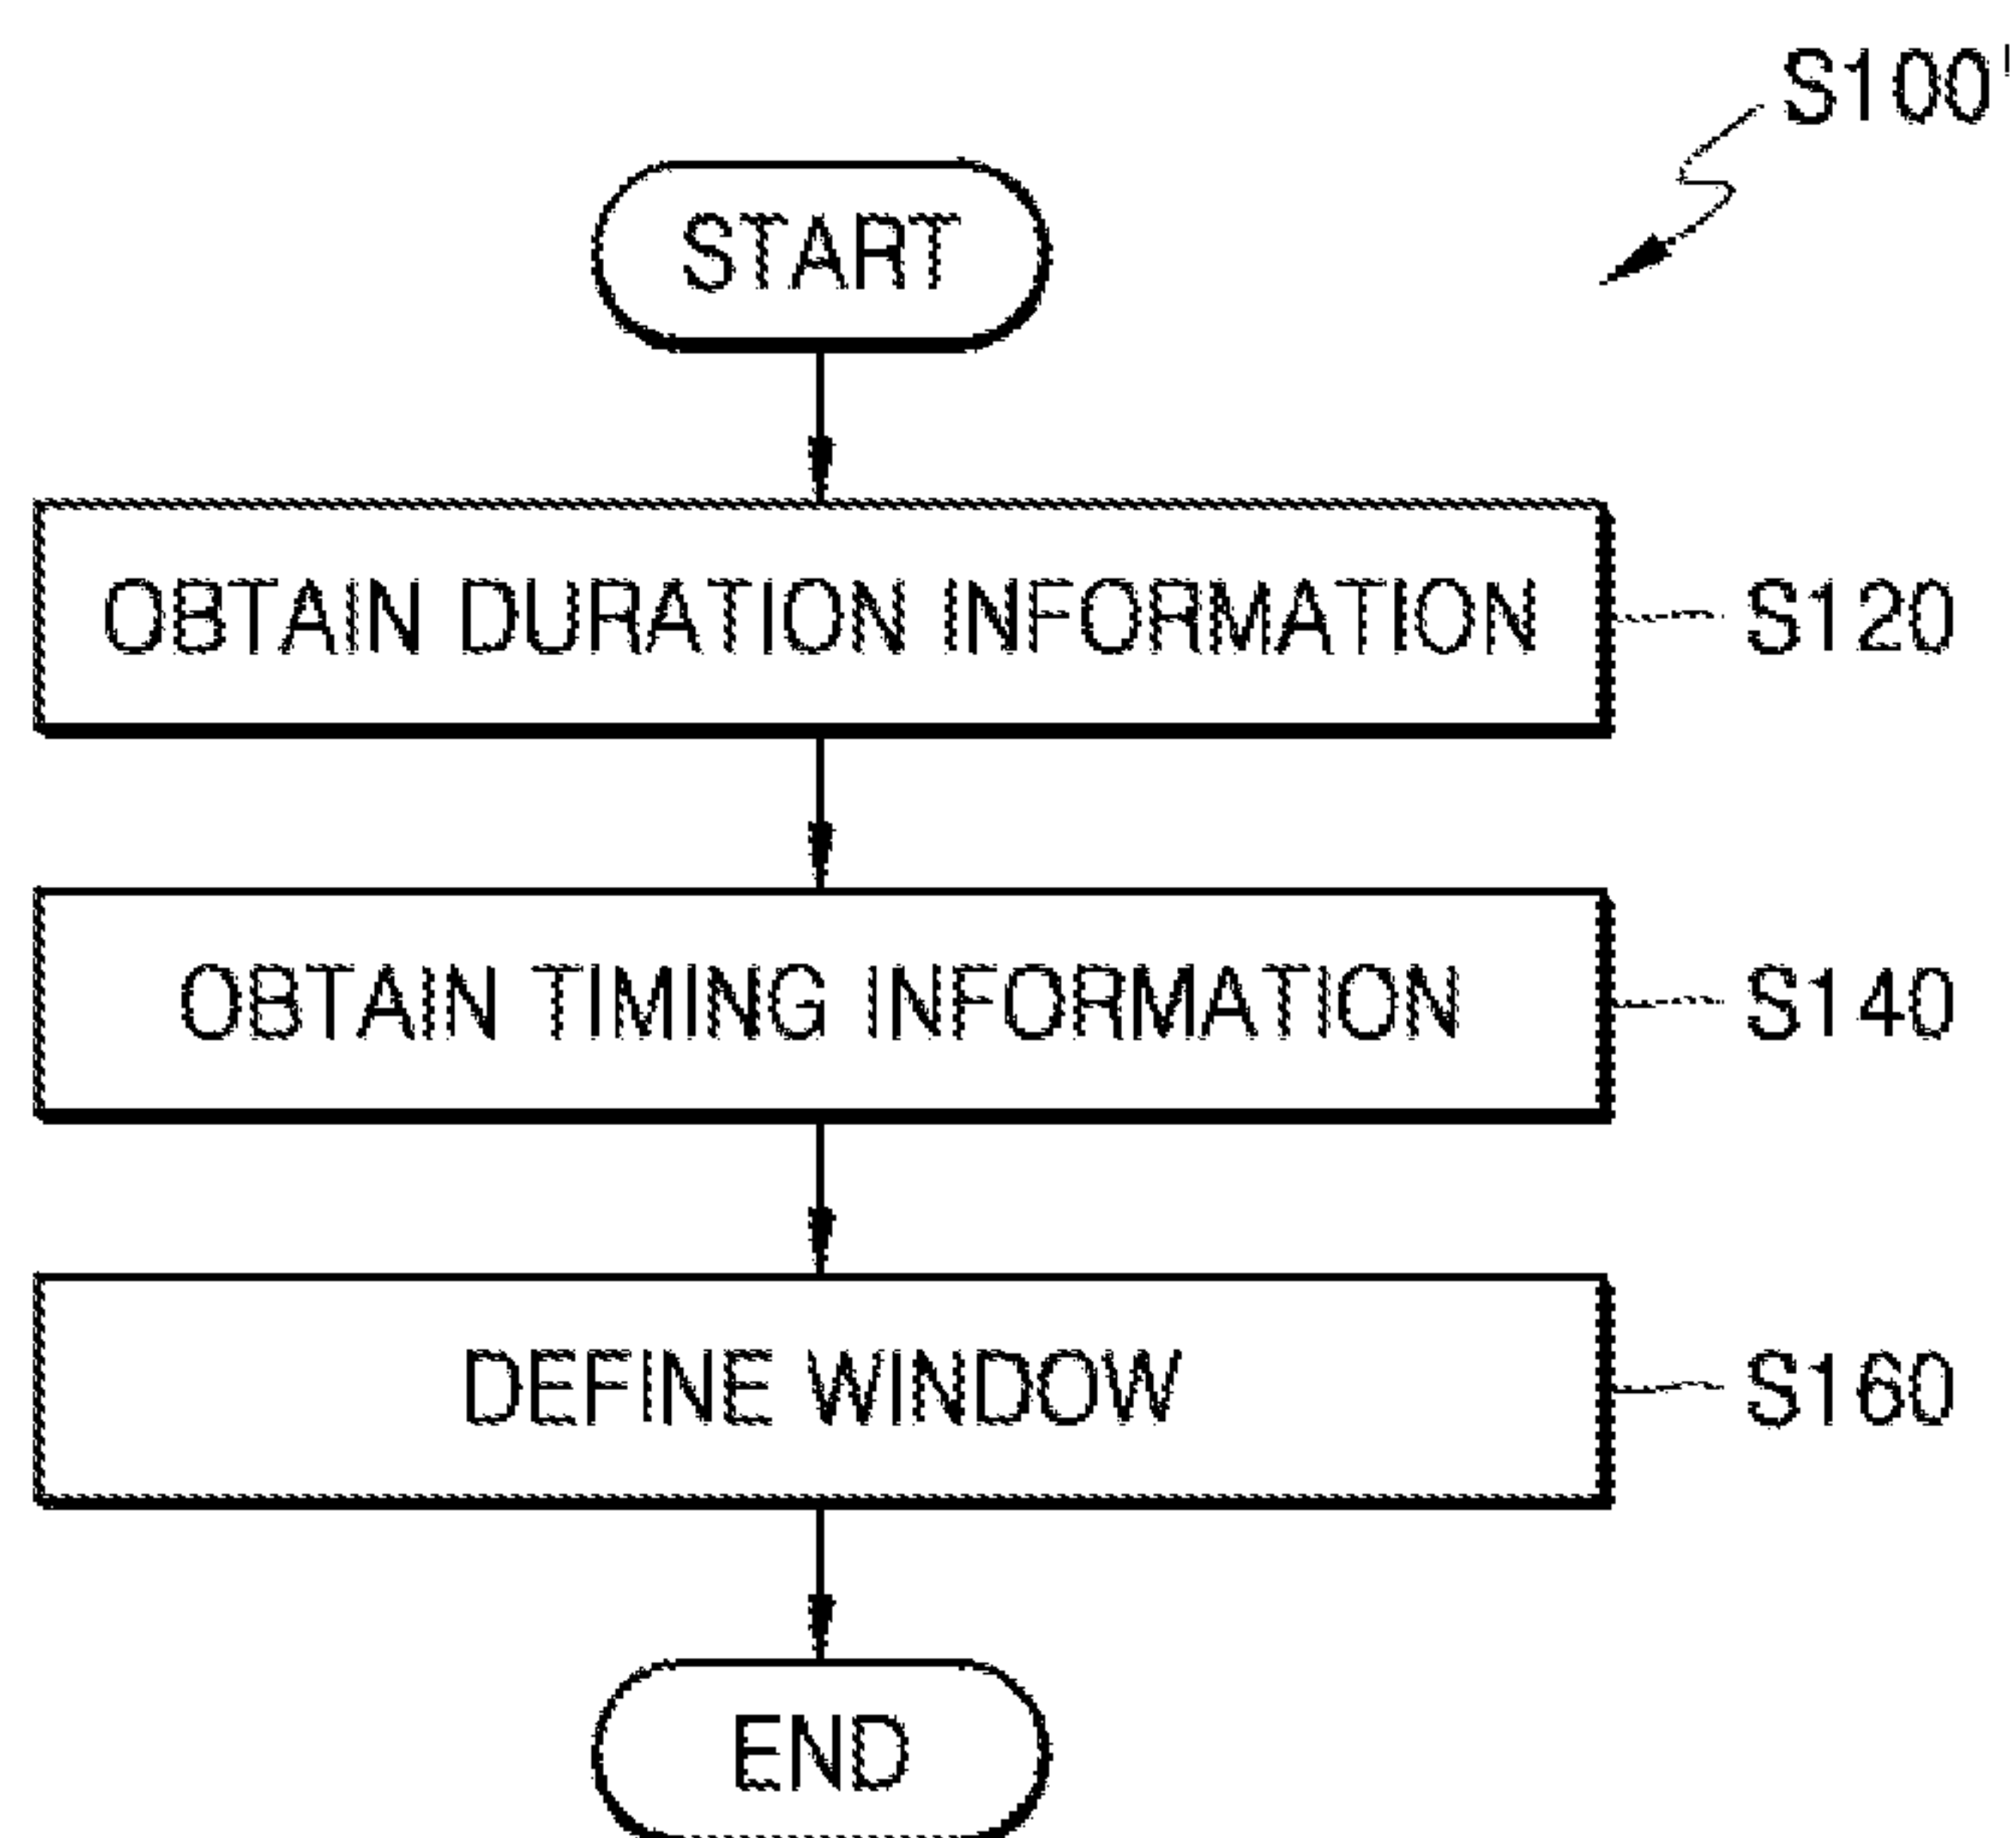 S100'
START
OBTAIN DURATION INFORMATION
S120
OBTAIN TIMING INFORMATION
S140
DEFINE WINDOW
S160
END